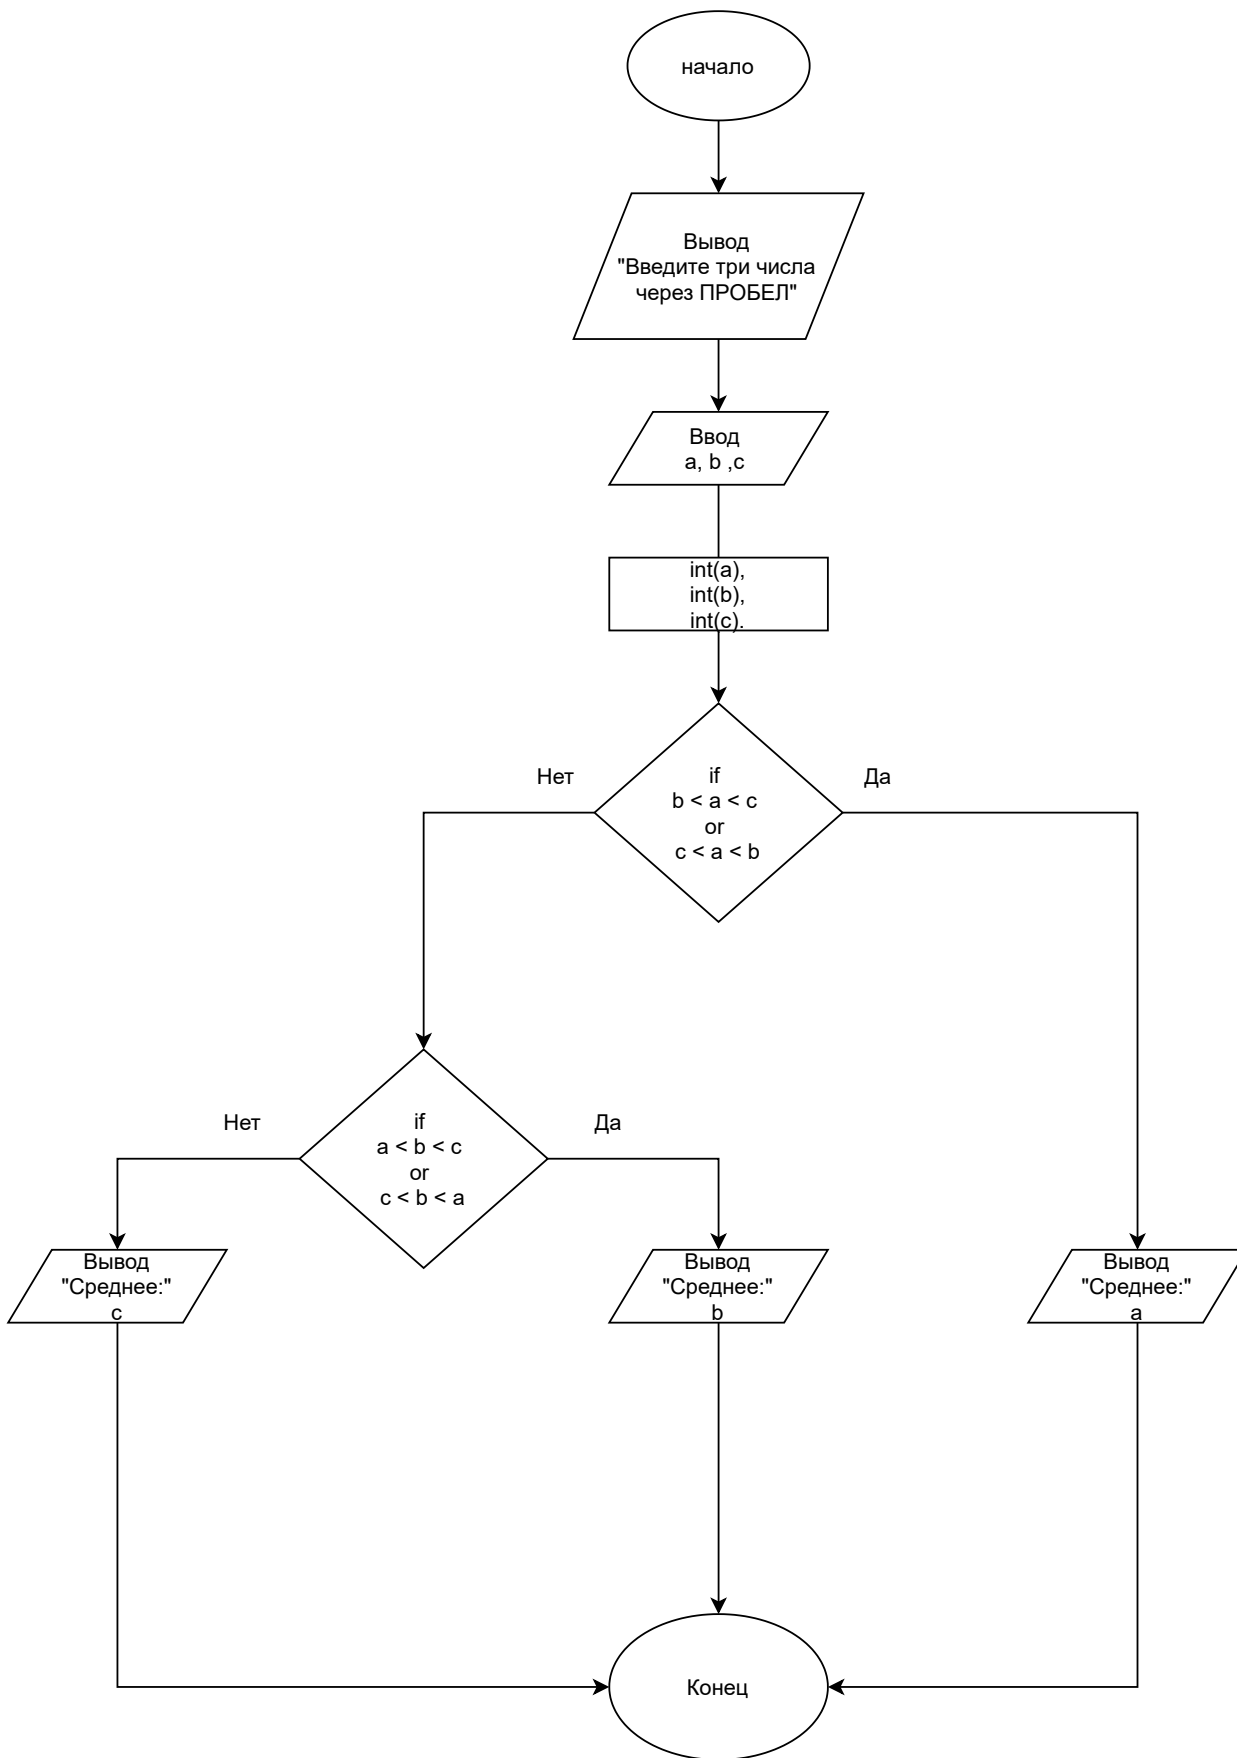 начало
Вывод
"Введите три числа
через ПРОБЕЛ"
Ввод
a, b ,c
int(a),
int(b),
int(c).
Нет
if
b < a < c
or
c < a < b
Да
Нет
if
a < b < c
or
c < b < a
Да
Вывод
"Среднее:"
c
Вывод
"Среднее:"
b
Вывод
"Среднее:"
a
Конец